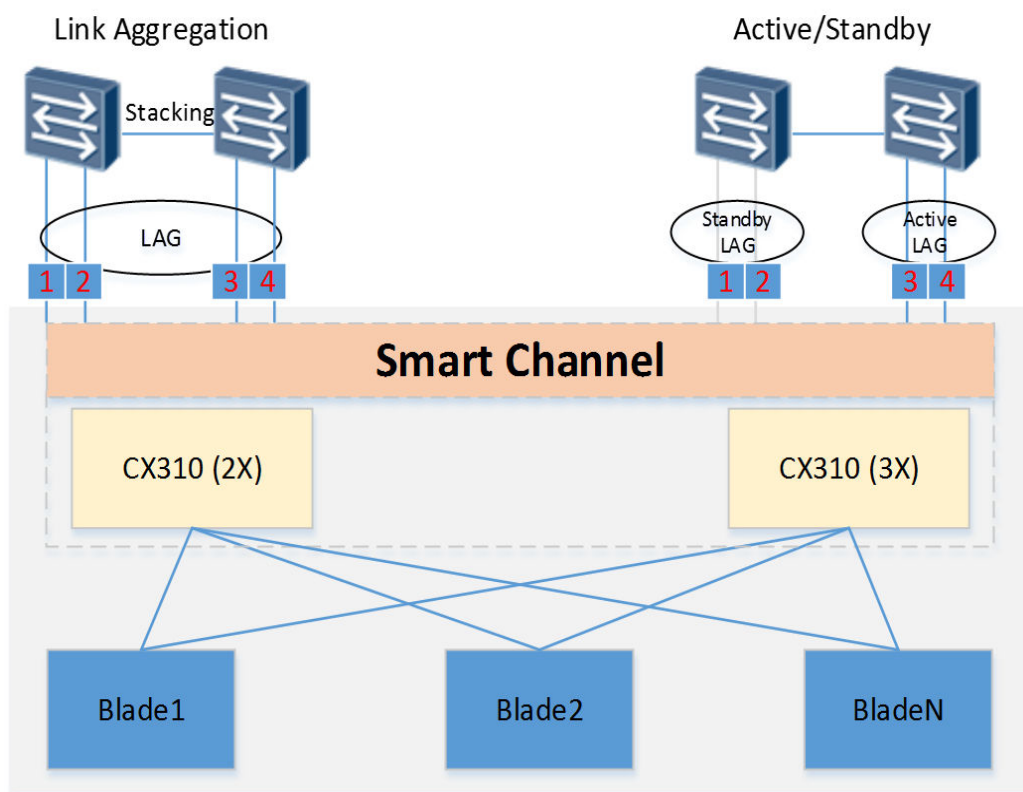 Link Aggregation
Active/Standby
Stacking
LAG
Standby
LAG
Active
LAG
1 2 3 4
1 2 3 4
Smart Channel
CX310 (2X)
CX310 (3X)
Blade1
Blade2
BladeN